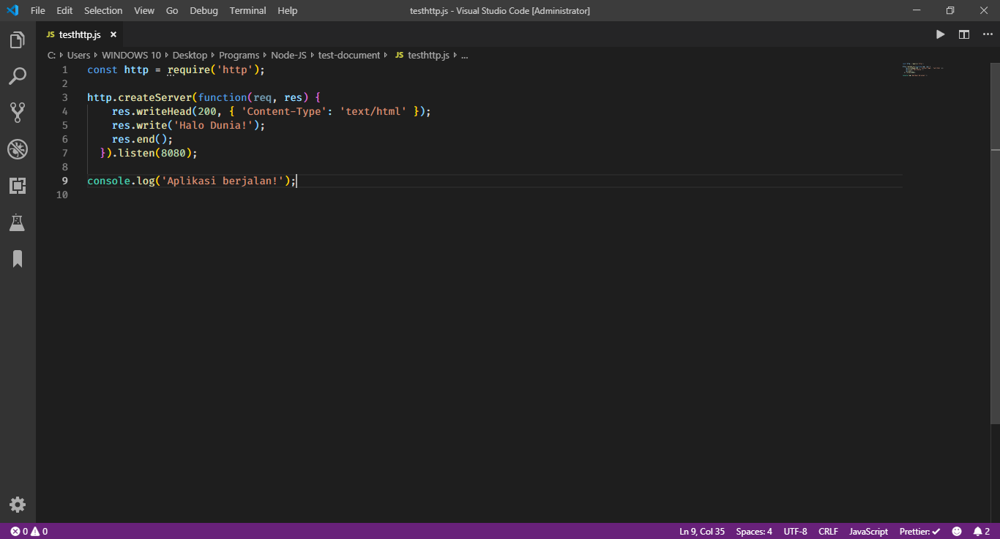 File Edit Selection View Go Debug Terminal Help testhttp.js - Visual Studio Code [Administrator]
JS testhttp.js
C: Users WINDOWS 10 Desktop Programs Node-JS test-document JS testhttp.js ...
1 const http = require('http');
2
3 http.createServer(function(req, res) {
4 res.writeHead(200, { 'Content-Type': 'text/html' });
5 res.write('Halo Dunia!');
6 res.end();
7 }).listen(8080);
8
9 console.log('Aplikasi berjalan!');
10
0 0 Ln 9, Col 35 Spaces: 4 UTF-8 CRLF JavaScript Prettier: ✓ 2